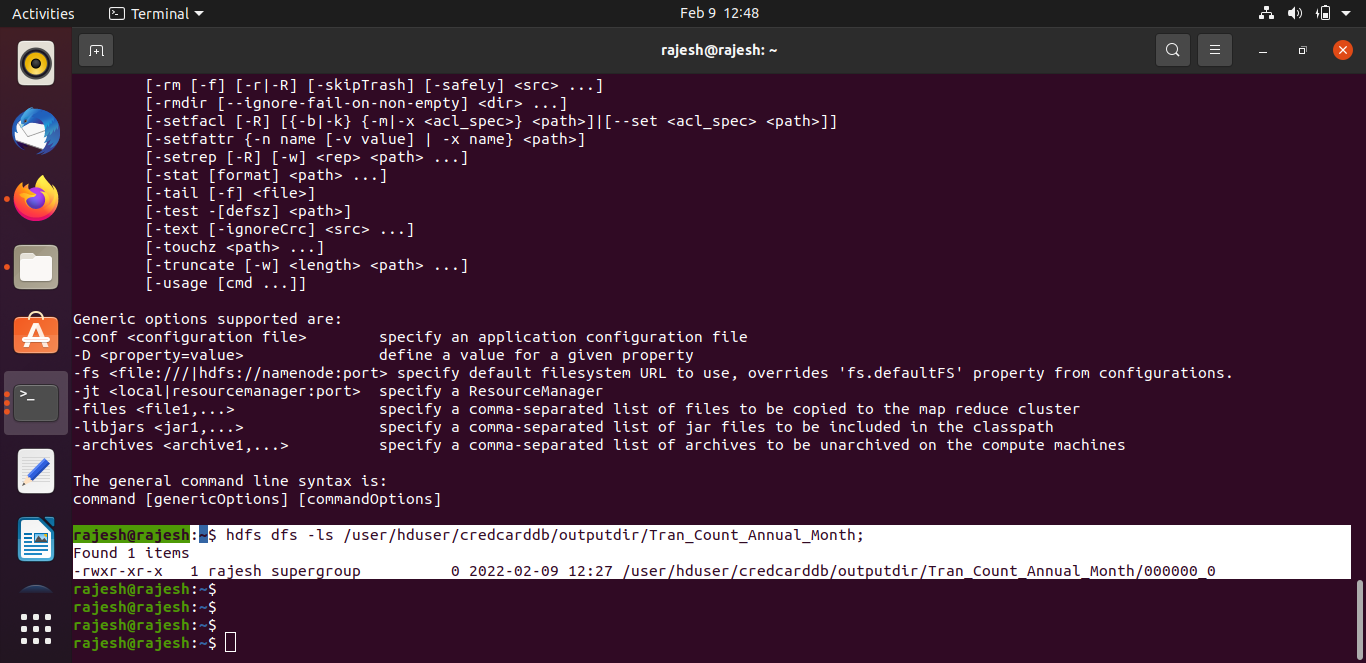 Activities Terminal Feb 9 12:48
rajesh@rajesh: ~
[-rm [-f] [-r|-R] [-skipTrash] [-safely] <src> ...]
[-rmdir [--ignore-fail-on-non-empty] <dir> ...]
[-setfacl [-R] [{-b|-k} {-m|-x <acl_spec>} <path>]|[--set <acl_spec> <path>]]
[-setfattr {-n name [-v value] | -x name} <path>]
[-setrep [-R] [-w] <rep> <path> ...]
[-stat [format] <path> ...]
[-tail [-f] <file>]
[-test -[defsz] <path>]
[-text [-ignoreCrc] <src> ...]
[-touchz <path> ...]
[-truncate [-w] <length> <path> ...]
[-usage [cmd ...]]
Generic options supported are:
-conf <configuration file> specify an application configuration file
-D <property=value> define a value for a given property
-fs <file:///|hdfs://namenode:port> specify default filesystem URL to use, overrides 'fs.defaultFS' property from configurations.
-jt <local|resourcemanager:port> specify a ResourceManager
-files <file1,...> specify a comma-separated list of files to be copied to the map reduce cluster
-libjars <jar1,...> specify a comma-separated list of jar files to be included in the classpath
-archives <archive1,...> specify a comma-separated list of archives to be unarchived on the compute machines
The general command line syntax is:
command [genericOptions] [commandOptions]
rajesh@rajesh:~$ hdfs dfs -ls /user/hduser/credcarddb/outputdir/Tran_Count_Annual_Month;
Found 1 items
-rwxr-xr-x 1 rajesh supergroup 0 2022-02-09 12:27 /user/hduser/credcarddb/outputdir/Tran_Count_Annual_Month/000000_0
rajesh@rajesh:~$
rajesh@rajesh:~$
rajesh@rajesh:~$
rajesh@rajesh:~$